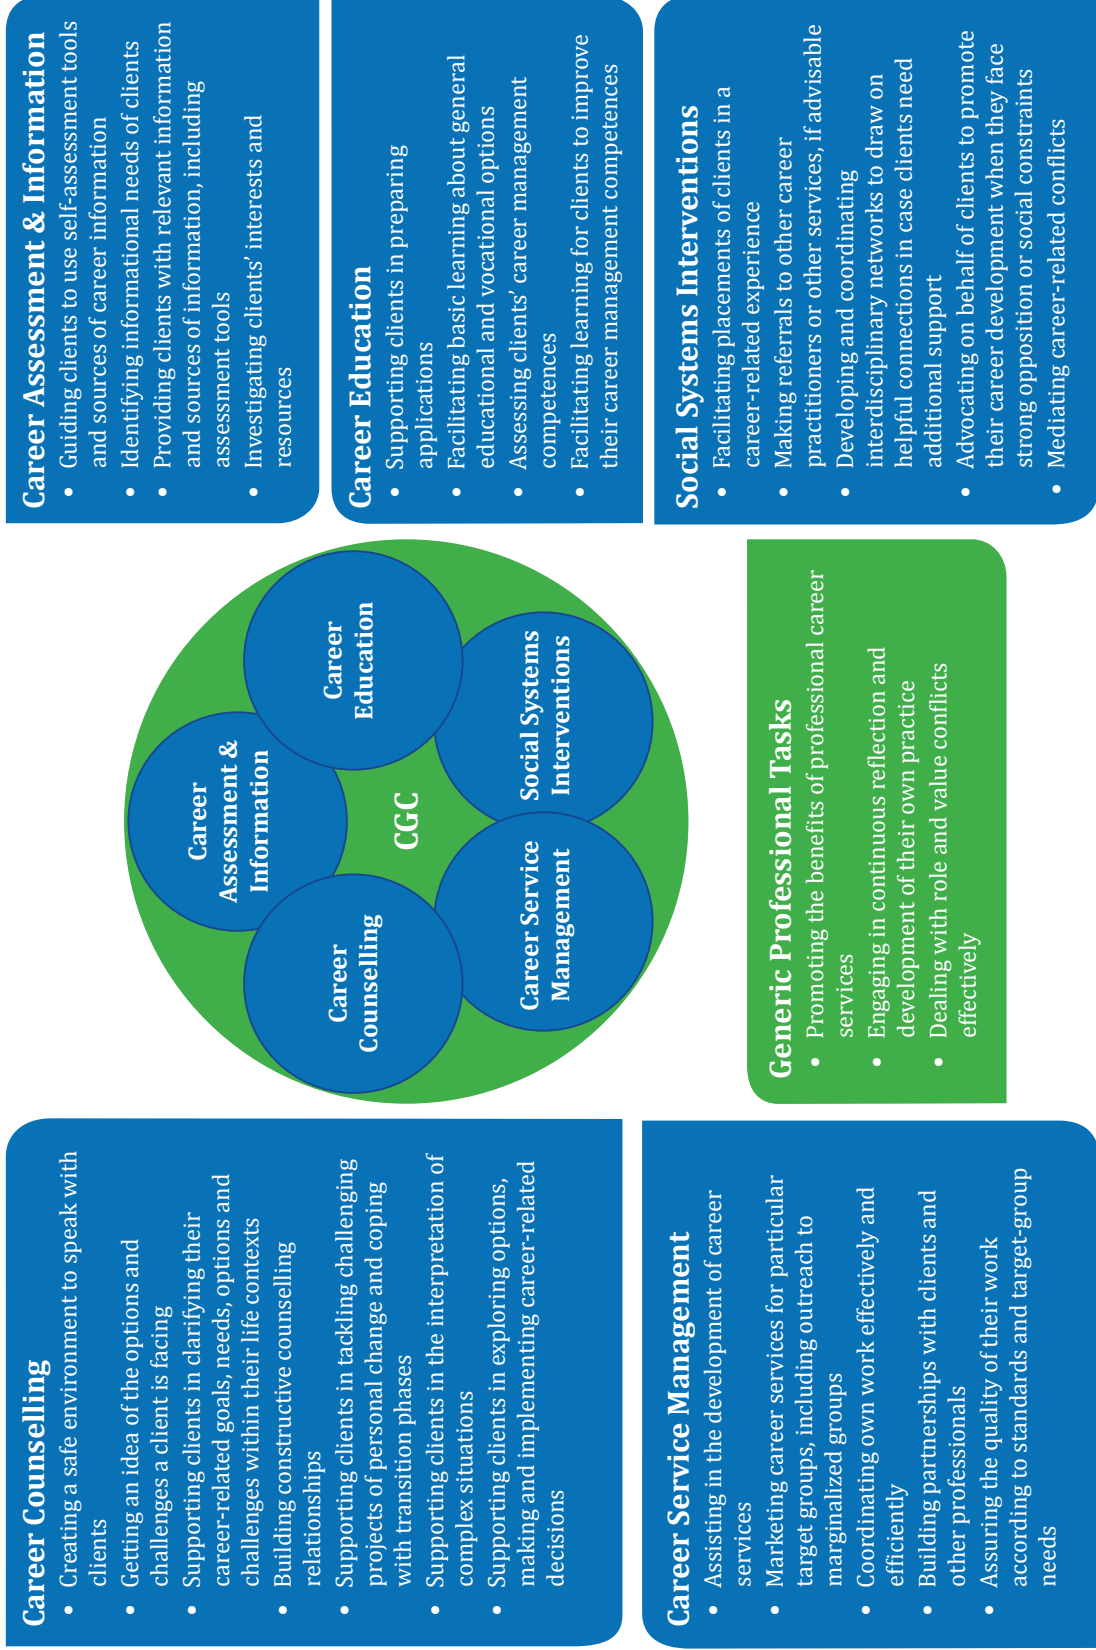 Career Counselling
• Creating a safe environment to speak with
clients
• Getting an idea of the options and
challenges a client is facing
• Supporting clients in clarifying their
career-related goals, needs, options and
challenges within their life contexts
• Building constructive counselling
relationships
• Supporting clients in tackling challenging
projects of personal change and coping
with transition phases
• Supporting clients in the interpretation of
complex situations
• Supporting clients in exploring options,
making and implementing career-related
decisions
Career Service Management
• Assisting in the development of career
services
• Marketing career services for particular
target groups, including outreach to
marginalized groups
• Coordinating own work effectively and
efficiently
• Building partnerships with clients and
other professionals
• Assuring the quality of their work
according to standards and target-group
needs
Career
Assessment &
Information
Career
Counselling
Career
Education
CGC
Career Service
Management
Social Systems
Interventions
Generic Professional Tasks
• Promoting the benefits of professional career
services
• Engaging in continuous reflection and
development of their own practice
• Dealing with role and value conflicts
effectively
Career Assessment & Information
• Guiding clients to use self-assessment tools
and sources of career information
• Identifying informational needs of clients
• Providing clients with relevant information
and sources of information, including
assessment tools
• Investigating clients’ interests and
resources
Career Education
• Supporting clients in preparing
applications
• Facilitating basic learning about general
educational and vocational options
• Assessing clients’ career management
competences
• Facilitating learning for clients to improve
their career management competences
Social Systems Interventions
• Facilitating placements of clients in a
career-related experience
• Making referrals to other career
practitioners or other services, if advisable
• Developing and coordinating
interdisciplinary networks to draw on
helpful connections in case clients need
additional support
• Advocating on behalf of clients to promote
their career development when they face
strong opposition or social constraints
• Mediating career-related conflicts